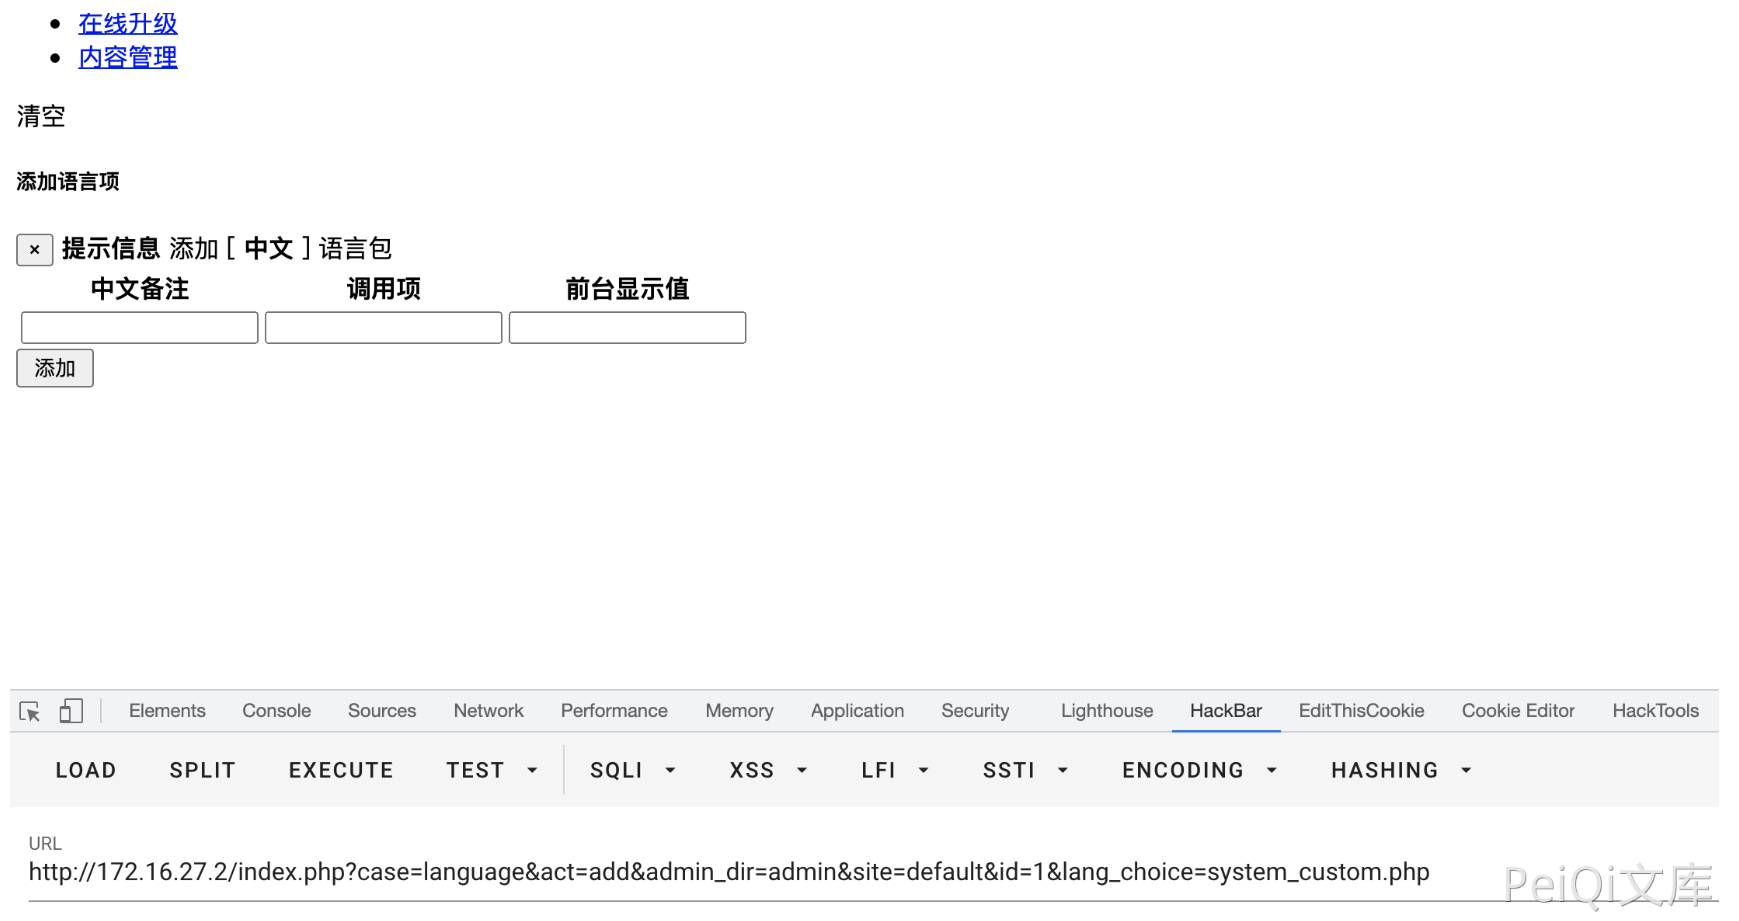 在线升级
内容管理
清空
添加语言项
× 提示信息 添加 [ 中文 ] 语言包
中文备注 调用项 前台显示值
添加
Elements Console Sources Network Performance Memory Application Security Lighthouse HackBar EditThisCookie Cookie Editor HackTools
LOAD SPLIT EXECUTE TEST SQLI XSS LFI SSTI ENCODING HASHING
URL
http://172.16.27.2/index.php?case=language&act=add&admin_dir=admin&site=default&id=1&lang_choice=system_custom.php
PeiQi文库